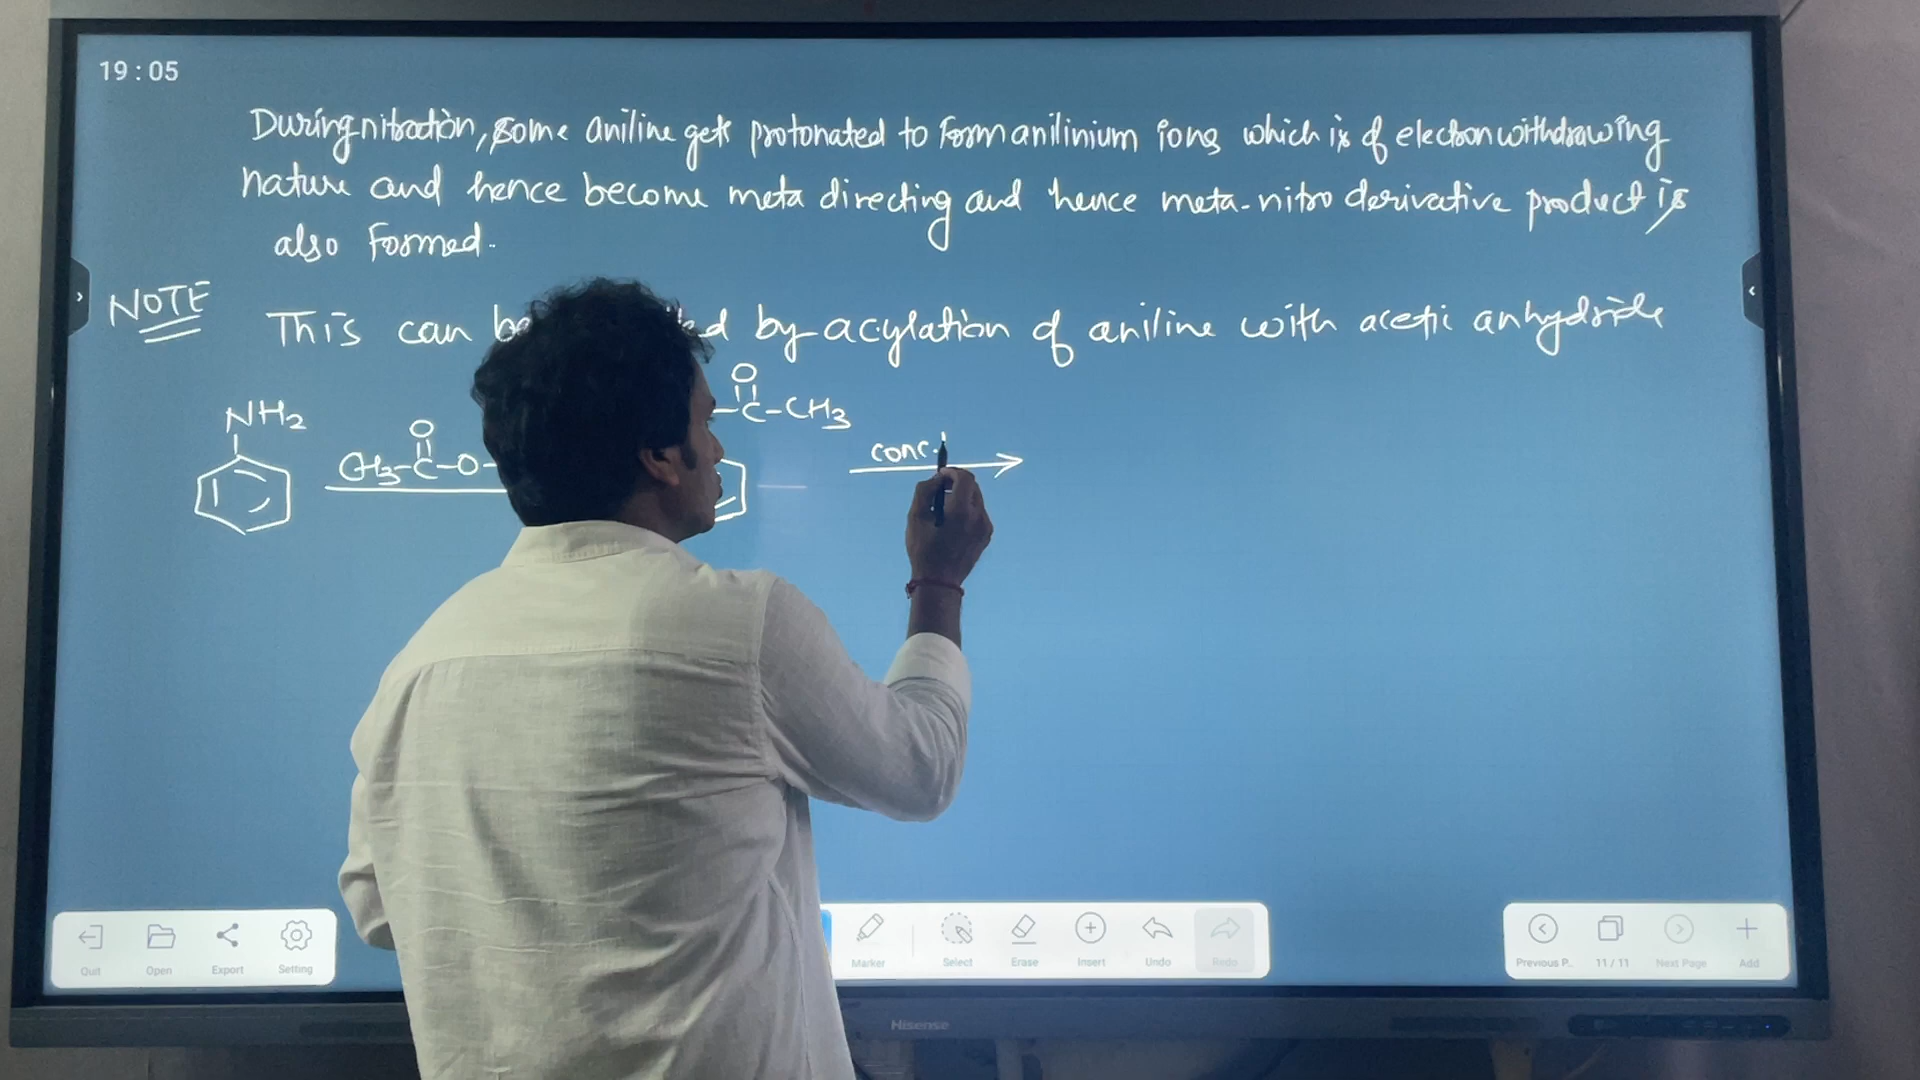 19:05
During nitration, some aniline gets protonated to form anilinium ions which is of electron withdrawing
nature and hence become meta directing and hence meta-nitro derivative product is
also formed.
NOTE
This can by acylation of aniline with acetic anhydride
O
O
-C-CH3
NH2
CH3-C-O-
conc.
Quit Open Export Setting
Marker Select Erase Insert Undo Redo
Previous P.. 11/11 Next Page Add
Hisense